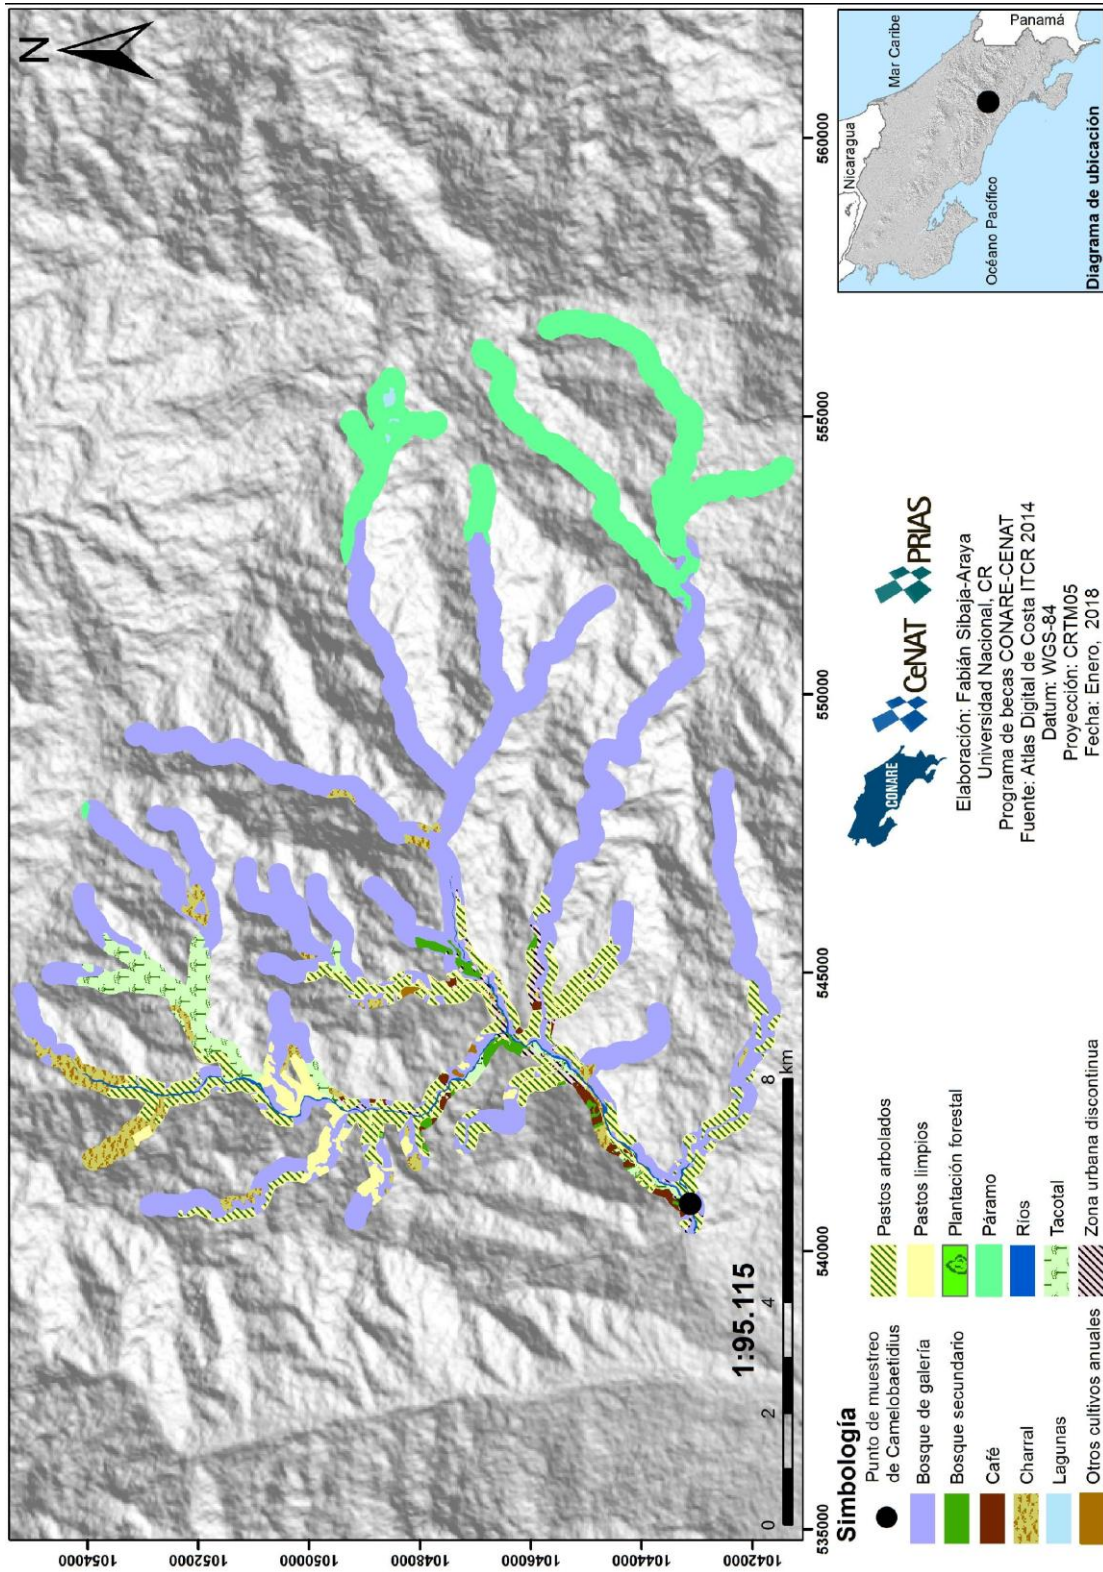 N
1054000
1052000
1050000
1048000
1046000
1044000
1042000
535000
540000
545000
550000
555000
560000
1:95.115
0 2 4 8 km
Simbología
Punto de muestreo
de Camelobaetidius
Bosque de galería
Bosque secundario
Café
Charral
Lagunas
Otros cultivos anuales
Pastos arbolados
Pastos limpios
Plantación forestal
Páramo
Ríos
Tacotal
Zona urbana discontinua
CONARE
CeNAT
PRIAS
Elaboración: Fabián Sibaja-Araya
Universidad Nacional, CR
Programa de becas CONARE-CENAT
Fuente: Atlas Digital de Costa ITCR 2014
Datum: WGS-84
Proyección: CRTM05
Fecha: Enero, 2018
Nicaragua
Mar Caribe
Panamá
Océano Pacífico
Diagrama de ubicación